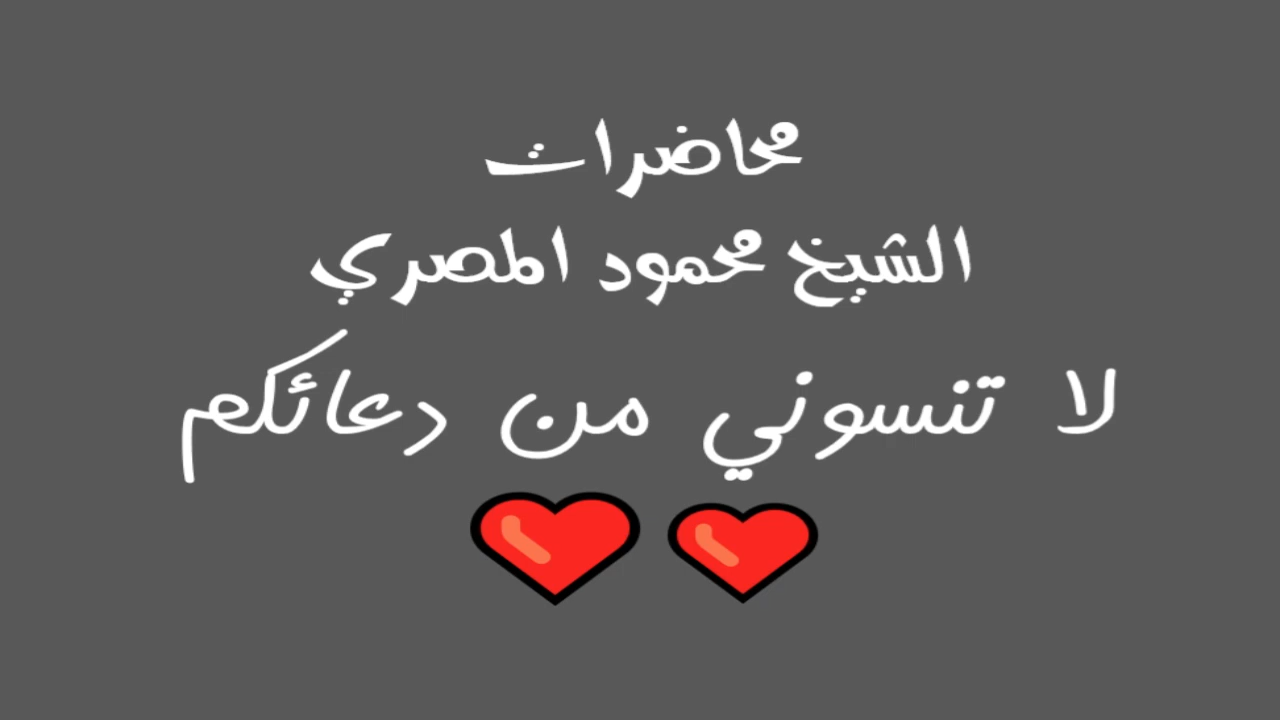 محاضرات
الشيخ محمود المصري
لا تنسوني من دعائكم